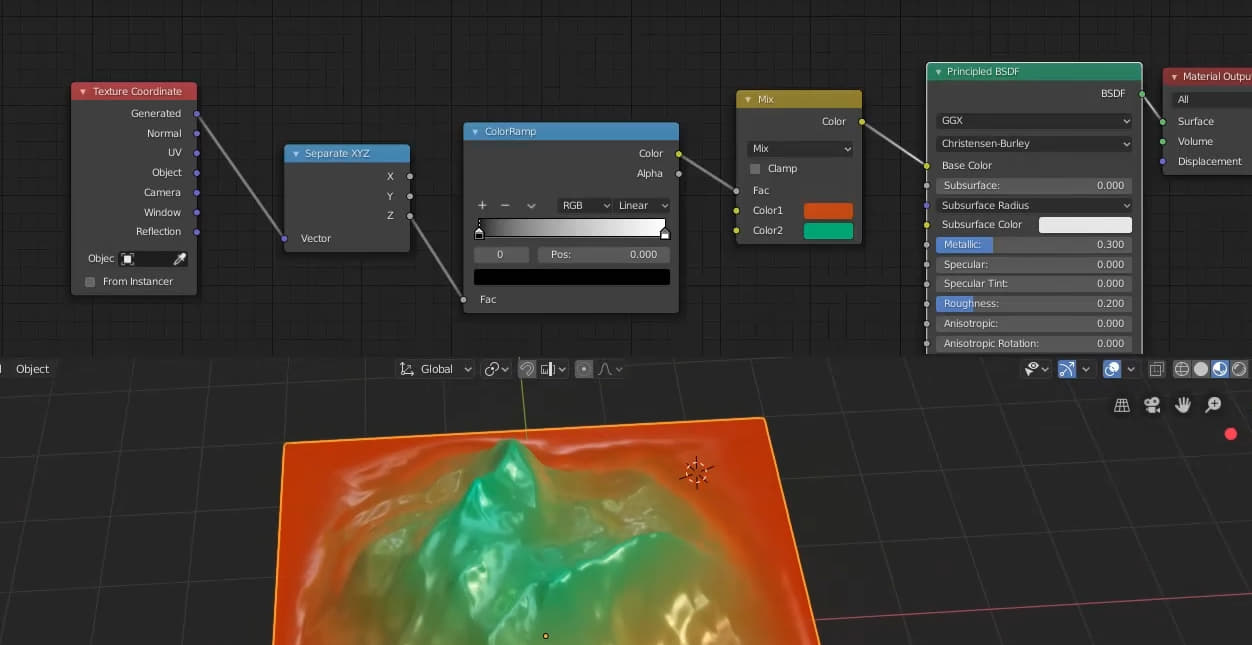 Texture Coordinate
Generated
Normal
UV
Object
Camera
Window
Reflection
Objec
From Instancer
Separate XYZ
X
Y
Z
Vector
ColorRamp
Color
Alpha
+ − RGB Linear
0 Pos: 0.000
Fac
Mix
Color
Mix
Clamp
Fac
Color1
Color2
Principled BSDF
BSDF
GGX
Christensen-Burley
Base Color
Subsurface: 0.000
Subsurface Radius
Subsurface Color
Metallic: 0.300
Specular: 0.000
Specular Tint: 0.000
Roughness: 0.200
Anisotropic: 0.000
Anisotropic Rotation: 0.000
Material Outpu
All
Surface
Volume
Displacement
Object Global